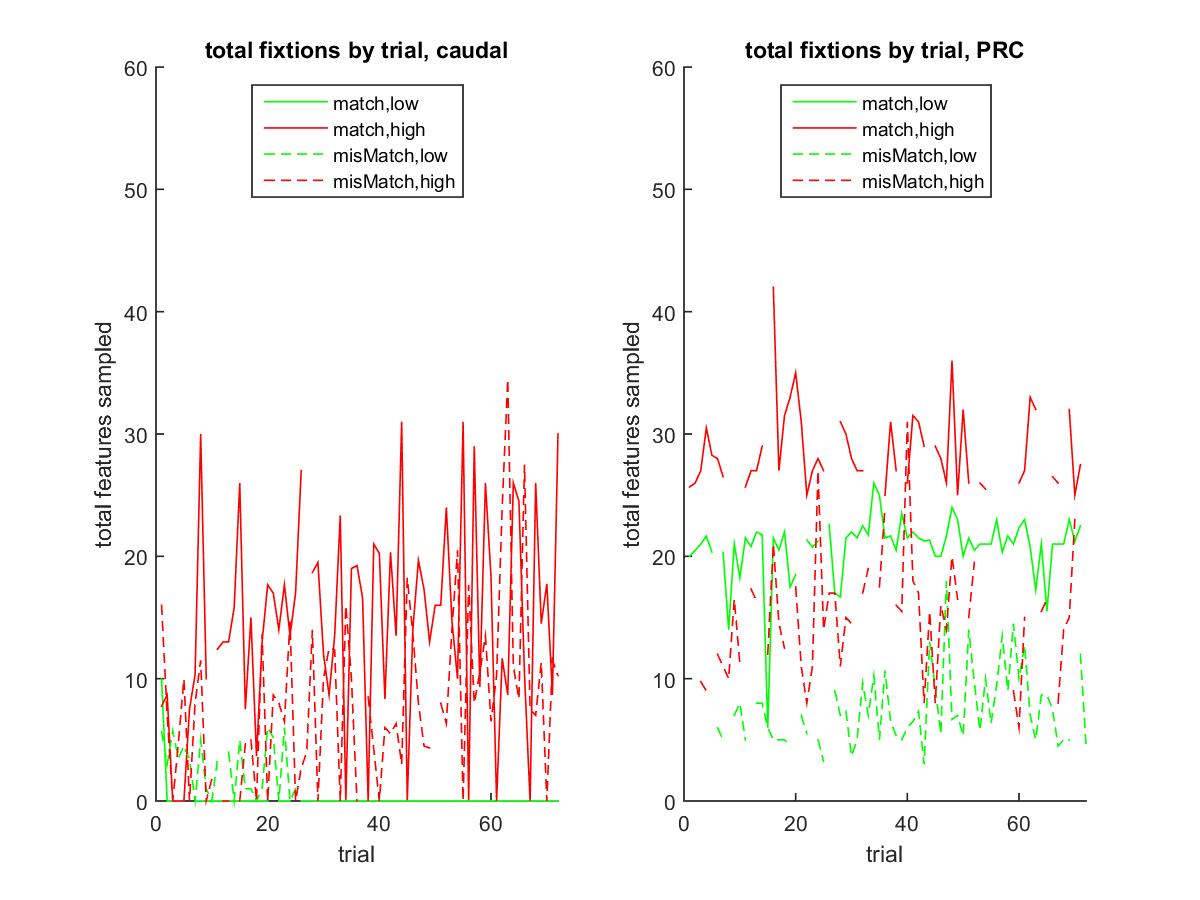 total fixtions by trial, caudal
60
50
40
30
20
10
0
0 20 40 60
trial
total features sampled
match,low
match,high
misMatch,low
misMatch,high
total fixtions by trial, PRC
60
50
40
30
20
10
0
0 20 40 60
trial
total features sampled
match,low
match,high
misMatch,low
misMatch,high